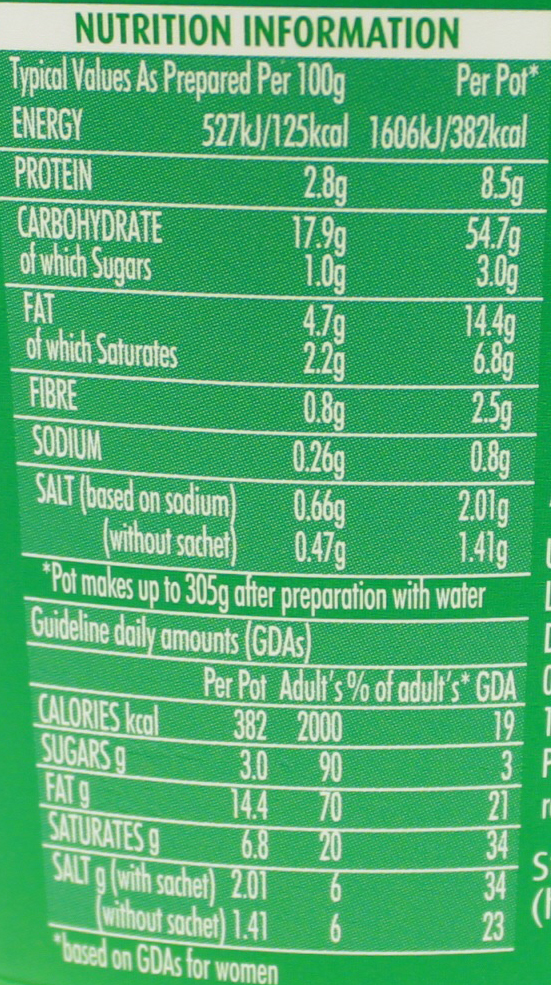 NUTRITION INFORMATION
Typical Values As Prepared Per 100g Per Pot*
ENERGY 527kJ/125kcal 1606kJ/382kcal
PROTEIN 2.8g 8.5g
CARBOHYDRATE 17.9g 54.7g
of which Sugars 1.0g 3.0g
FAT 4.7g 14.4g
of which Saturates 2.2g 6.8g
FIBRE 0.8g 2.5g
SODIUM 0.26g 0.8g
SALT (based on sodium) 0.66g 2.01g
(without sachet) 0.47g 1.41g
*Pot makes up to 305g after preparation with water
Guideline daily amounts (GDAs)
Per Pot Adult's % of adult's* GDA
CALORIES kcal 382 2000 19
SUGARS g 3.0 90 3
FAT g 14.4 70 21
SATURATES g 6.8 20 34
SALT g (with sachet) 2.01 6 34
(without sachet) 1.41 6 23
*based on GDAs for women